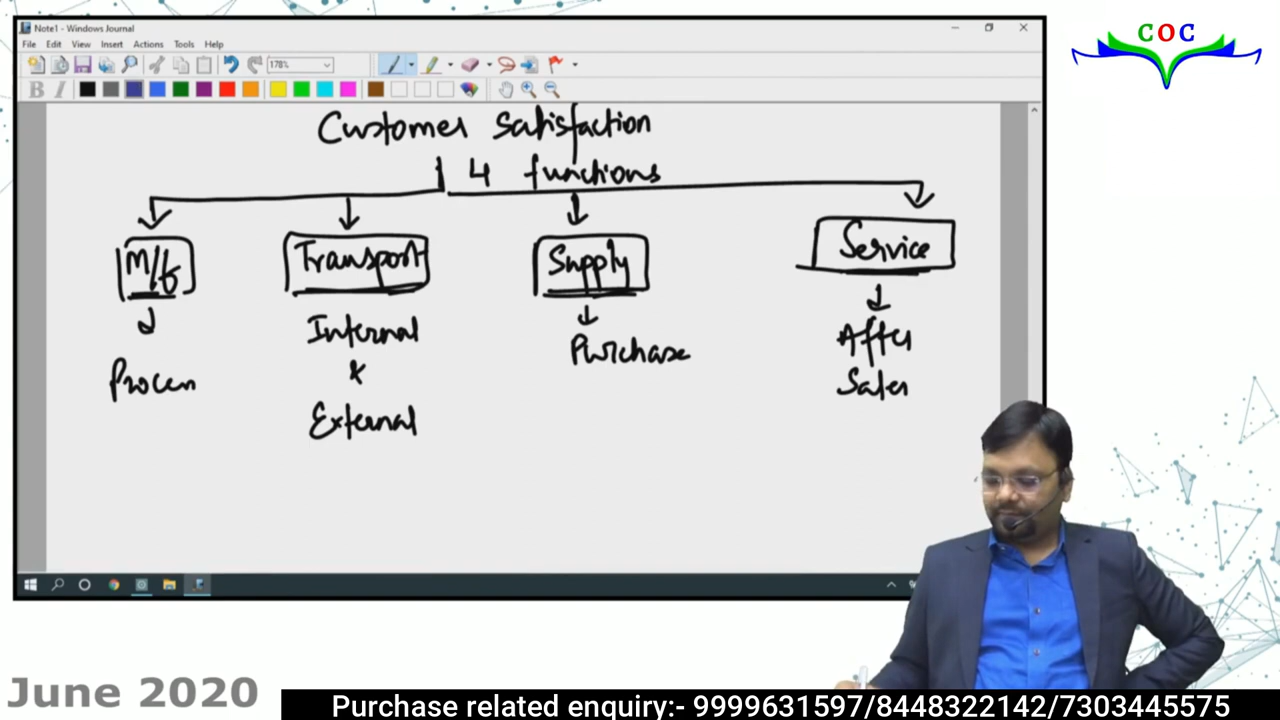 Note1 - Windows Journal
File Edit View Insert Actions Tools Help
178%
B I
COC
Customer Satisfaction
4 functions
M/f
Transport
Supply
Service
Process
Internal
&
External
Purchase
After
Sales
June 2020
Purchase related enquiry:- 9999631597/8448322142/7303445575